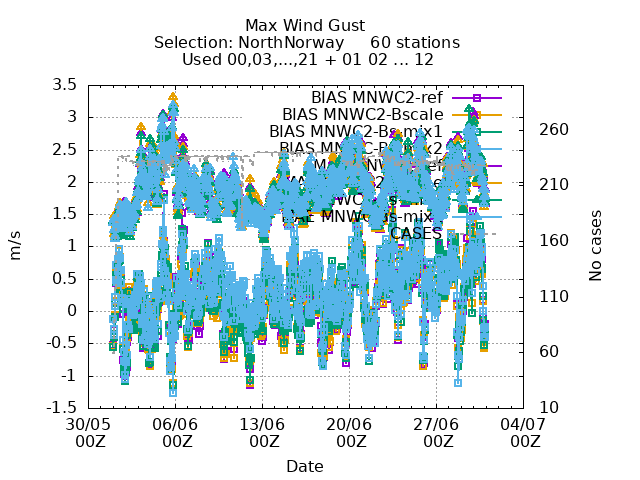 Max Wind Gust
Selection: NorthNorway 60 stations
Used 00,03,...,21 + 01 02 ... 12
3.5
3
2.5
2
1.5
1
0.5
0
-0.5
-1
-1.5
m/s
260
210
160
110
60
10
No cases
BIAS MNWC2-ref
BIAS MNWC2-Bscale
BIAS MNWC2-
BIAS
CASES
30/05 00Z
06/06 00Z
13/06 00Z
20/06 00Z
27/06 00Z
04/07 00Z
Date